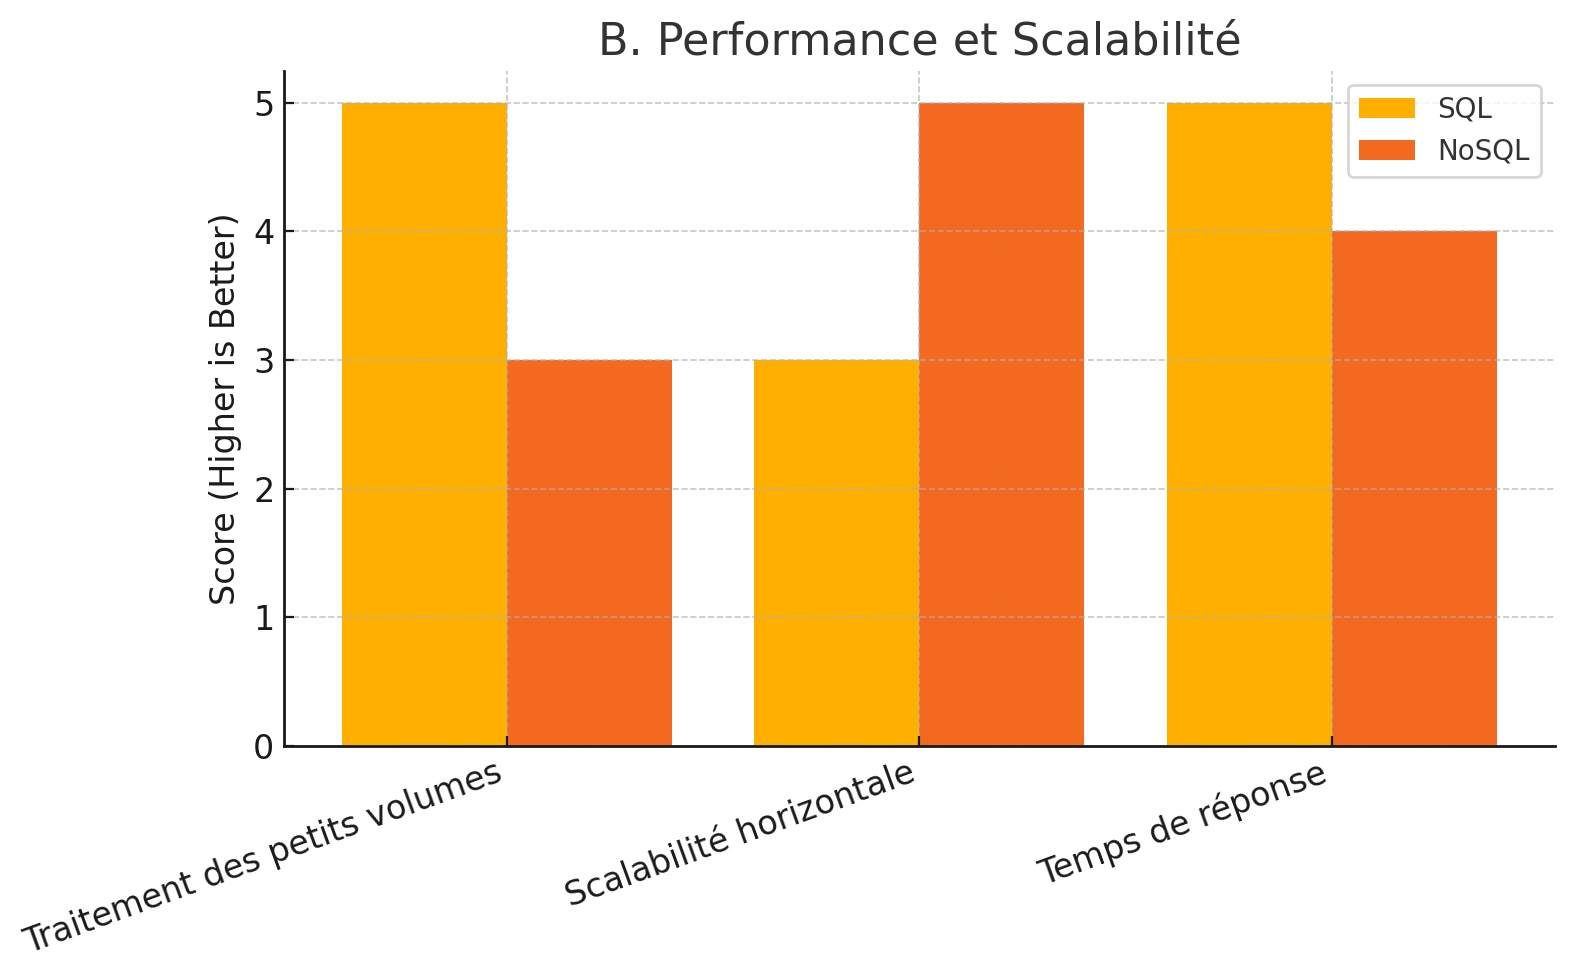 B. Performance et Scalabilité
SQL
NoSQL
Score (Higher is Better)
5
4
3
2
1
0
Traitement des petits volumes
Scalabilité horizontale
Temps de réponse